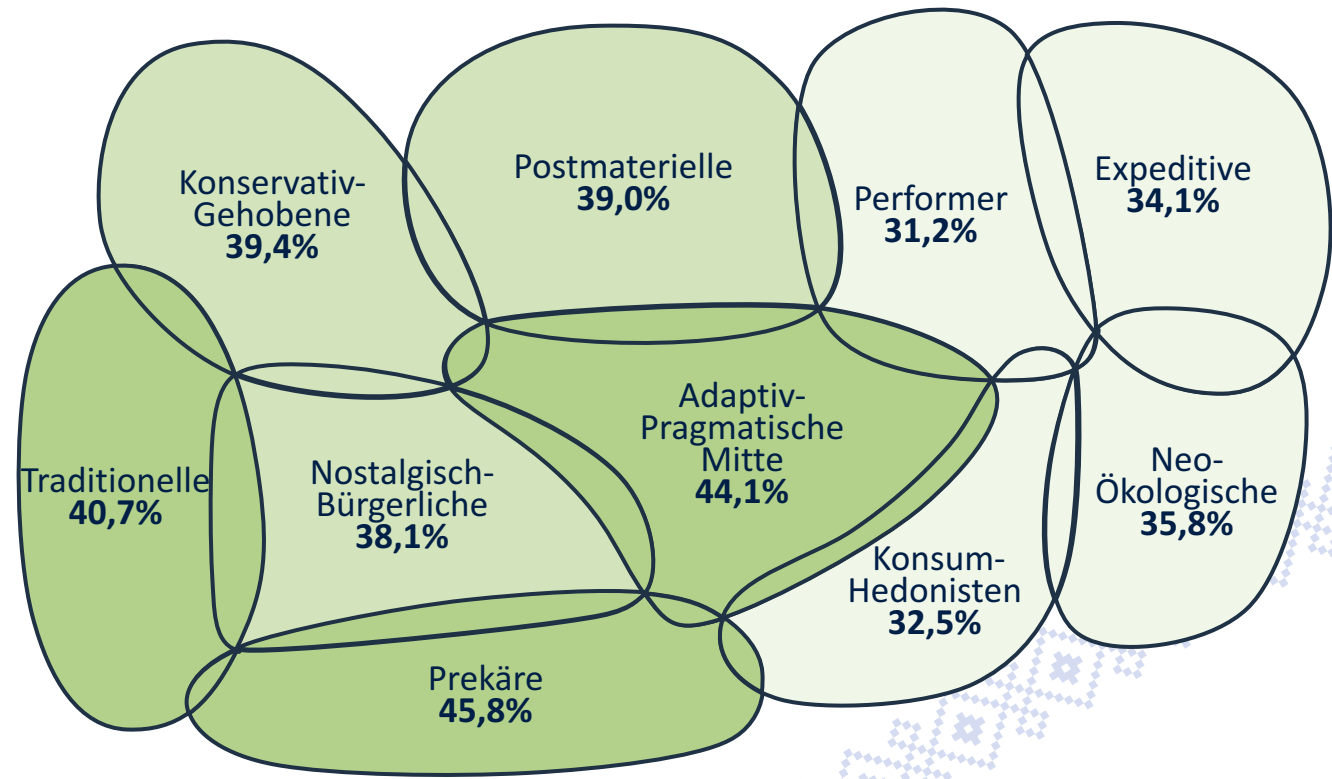 Konservativ-
Gehobene
39,4%
Postmaterielle
39,0%
Performer
31,2%
Expeditive
34,1%
Traditionelle
40,7%
Nostalgisch-
Bürgerliche
38,1%
Adaptiv-
Pragmatische
Mitte
44,1%
Neo-
Ökologische
35,8%
Konsum-
Hedonisten
32,5%
Prekäre
45,8%